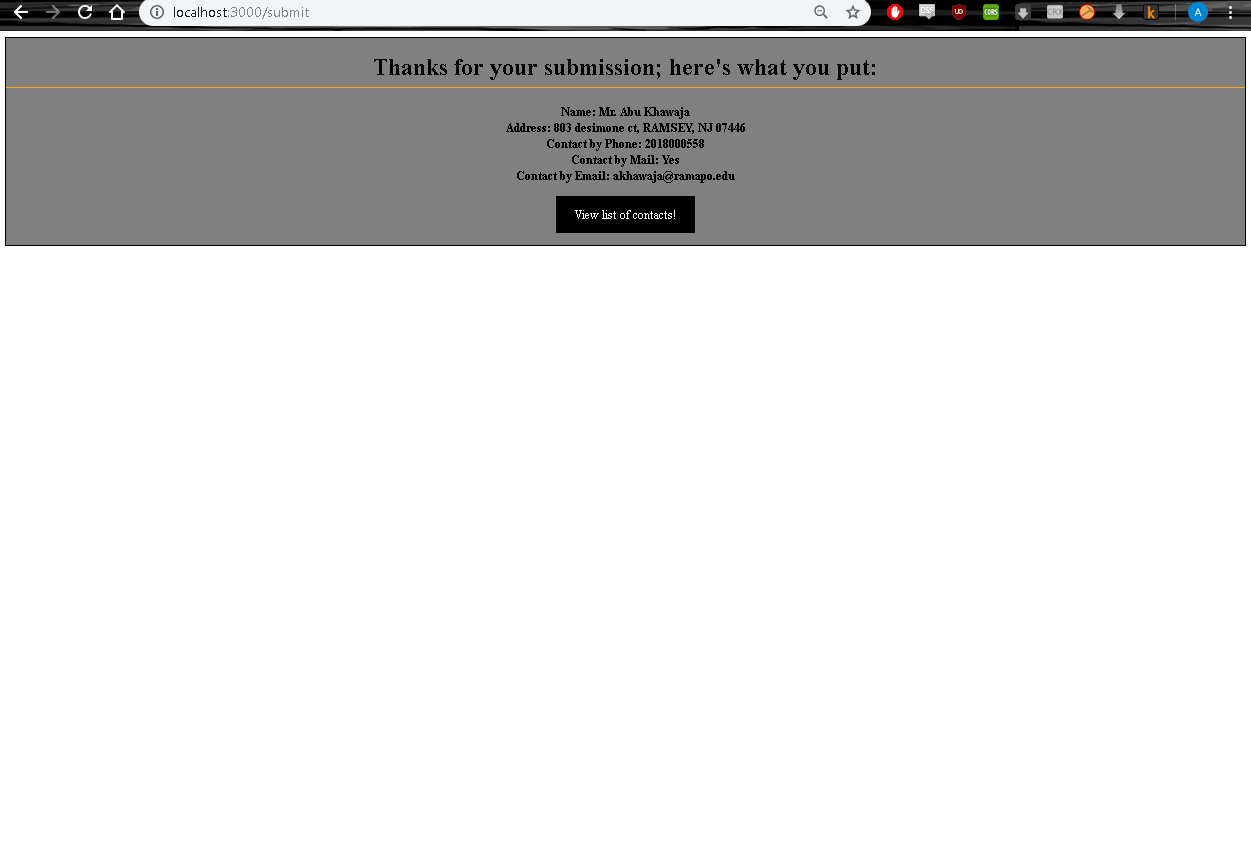 localhost:3000/submit
CSS
UD
CORS
CRX
k
A
Thanks for your submission; here's what you put:
Name: Mr. Abu Khawaja
Address: 803 desimone ct, RAMSEY, NJ 07446
Contact by Phone: 2018000558
Contact by Mail: Yes
Contact by Email: akhawaja@ramapo.edu
View list of contacts!